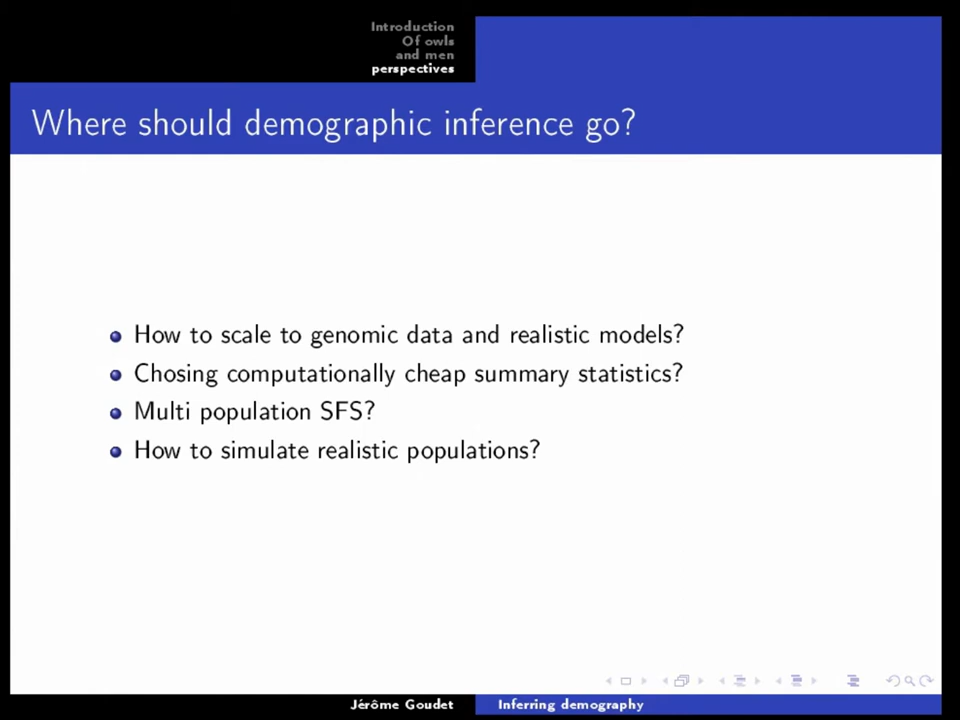 Introduction
Of owls
and men
perspectives
Where should demographic inference go?
How to scale to genomic data and realistic models?
Chosing computationally cheap summary statistics?
Multi population SFS?
How to simulate realistic populations?
Jérôme Goudet
Inferring demography